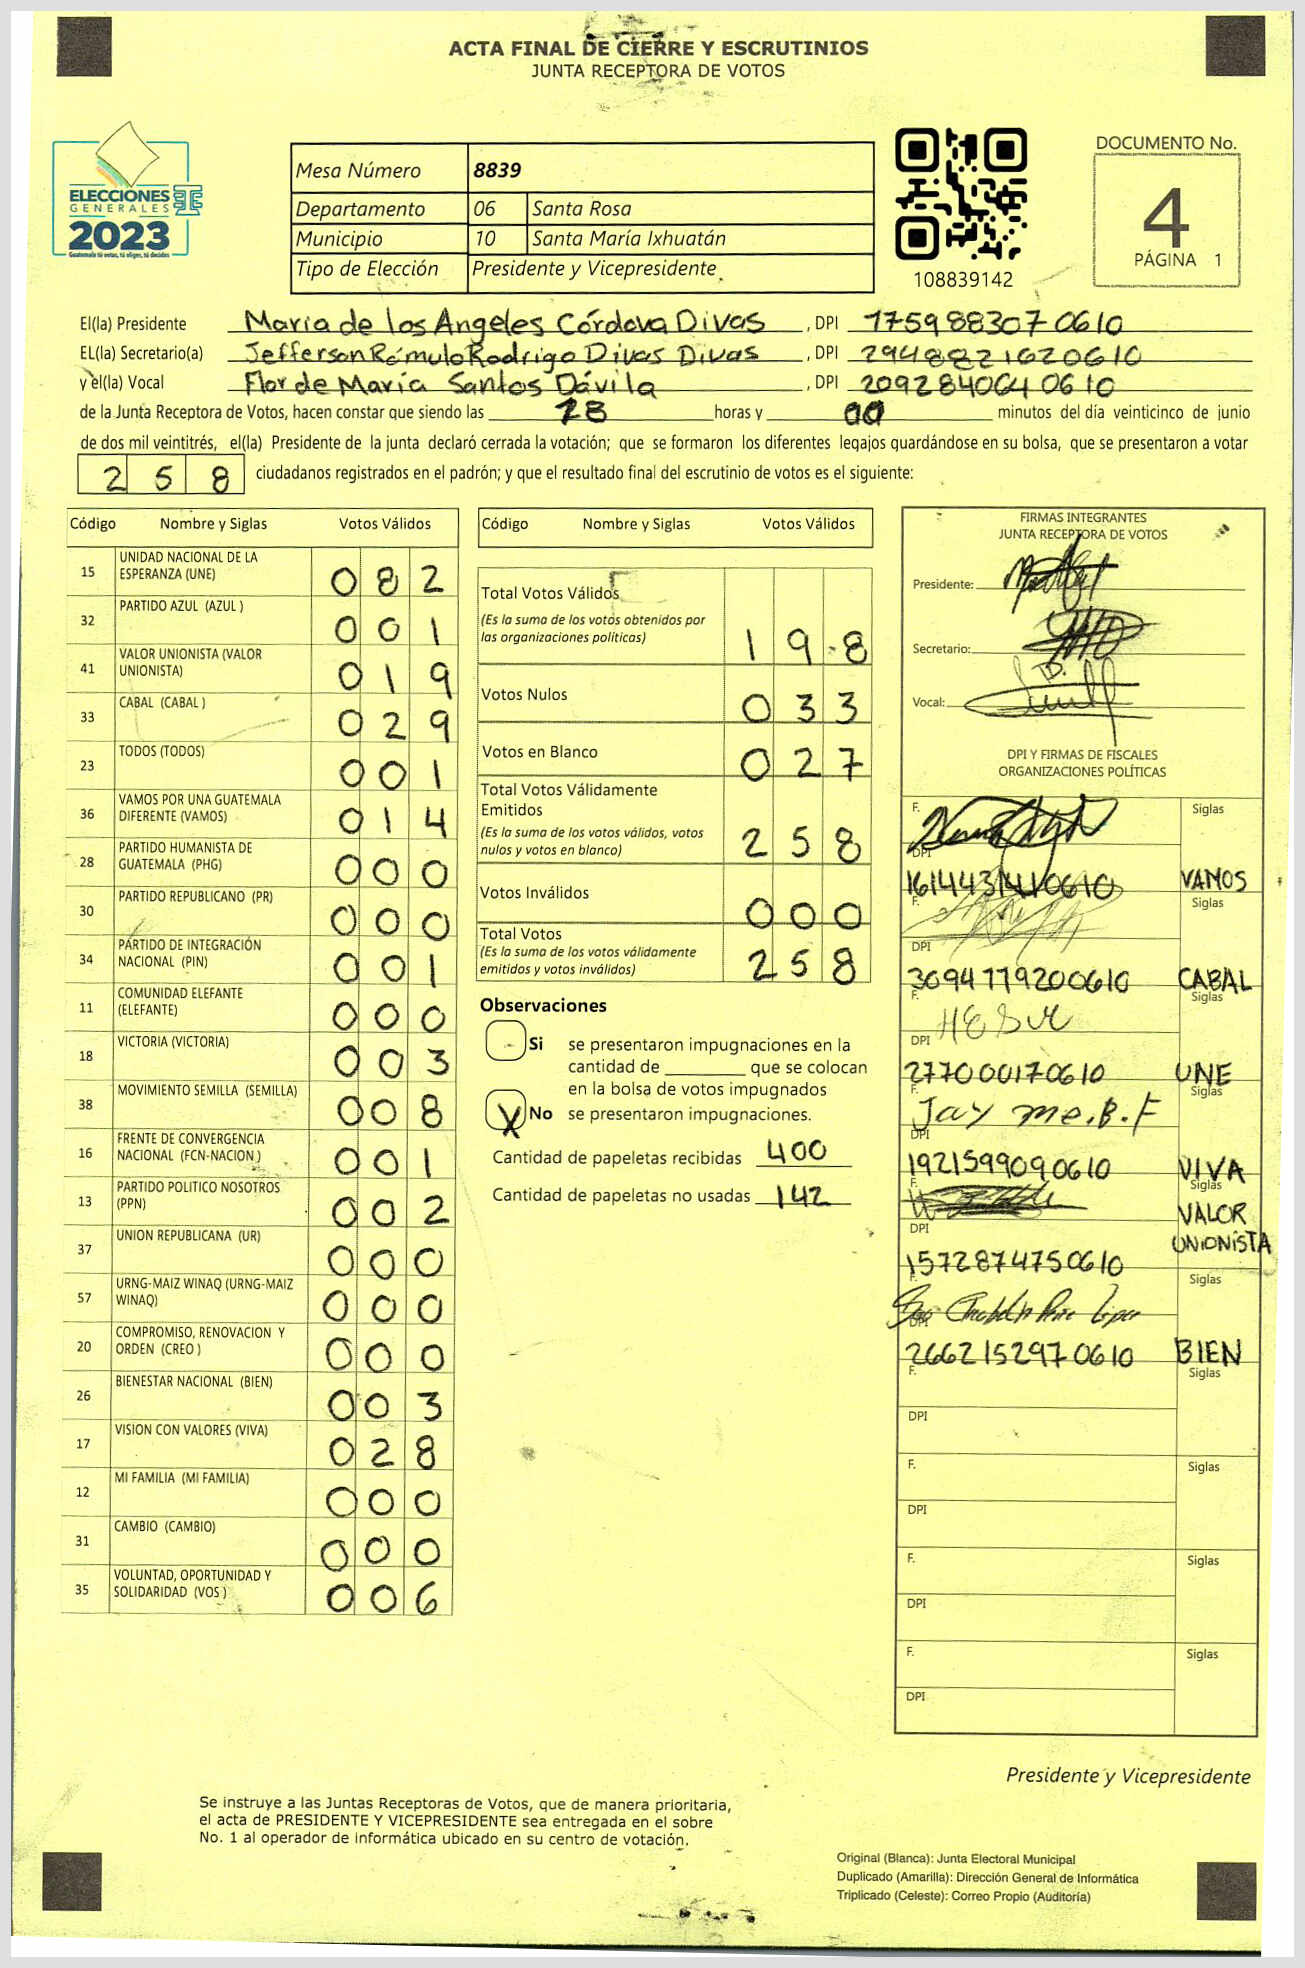 ACTA FINAL DE CIERRE Y ESCRUTINIOS
JUNTA RECEPTORA DE VOTOS
ELECCIONES
GENERALES
2023
Guatemala tú votas, tú eliges, tú decides
Mesa Número 8839
Departamento 06 Santa Rosa
Municipio 10 Santa María Ixhuatán
Tipo de Elección Presidente y Vicepresidente
108839142
DOCUMENTO No.
4
PÁGINA 1
El(la) Presidente Maria de los Angeles Córdova Divas , DPI 1759883070610
EL(la) Secretario(a) Jefferson Rómulo Rodrigo Divas Divas , DPI 2948821620610
y el(la) Vocal Flor de María Santos Dávila , DPI 2092840640610
de la Junta Receptora de Votos, hacen constar que siendo las 18 horas y 00 minutos del día veinticinco de junio
de dos mil veintitrés, el(la) Presidente de la junta declaró cerrada la votación; que se formaron los diferentes legajos guardándose en su bolsa, que se presentaron a votar
258 ciudadanos registrados en el padrón; y que el resultado final del escrutinio de votos es el siguiente:
Código Nombre y Siglas Votos Válidos
15 UNIDAD NACIONAL DE LA ESPERANZA (UNE) 082
32 PARTIDO AZUL (AZUL ) 001
41 VALOR UNIONISTA (VALOR UNIONISTA) 019
33 CABAL (CABAL ) 029
23 TODOS (TODOS) 001
36 VAMOS POR UNA GUATEMALA DIFERENTE (VAMOS) 014
28 PARTIDO HUMANISTA DE GUATEMALA (PHG) 000
30 PARTIDO REPUBLICANO (PR) 000
34 PARTIDO DE INTEGRACIÓN NACIONAL (PIN) 001
11 COMUNIDAD ELEFANTE (ELEFANTE) 000
18 VICTORIA (VICTORIA) 003
38 MOVIMIENTO SEMILLA (SEMILLA) 008
16 FRENTE DE CONVERGENCIA NACIONAL (FCN-NACION ) 001
13 PARTIDO POLITICO NOSOTROS (PPN) 002
37 UNION REPUBLICANA (UR) 000
57 URNG-MAIZ WINAQ (URNG-MAIZ WINAQ) 000
20 COMPROMISO, RENOVACION Y ORDEN (CREO ) 000
26 BIENESTAR NACIONAL (BIEN) 003
17 VISION CON VALORES (VIVA) 028
12 MI FAMILIA (MI FAMILIA) 000
31 CAMBIO (CAMBIO) 000
35 VOLUNTAD, OPORTUNIDAD Y SOLIDARIDAD (VOS ) 006
Código Nombre y Siglas Votos Válidos
Total Votos Válidos
(Es la suma de los votos obtenidos por
las organizaciones políticas) 198
Votos Nulos 033
Votos en Blanco 027
Total Votos Válidamente
Emitidos
(Es la suma de los votos válidos, votos
nulos y votos en blanco) 258
Votos Inválidos 000
Total Votos
(Es la suma de los votos válidamente
emitidos y votos inválidos) 258
Observaciones
Si se presentaron impugnaciones en la
cantidad de ________ que se colocan
en la bolsa de votos impugnados
X No se presentaron impugnaciones.
Cantidad de papeletas recibidas 400
Cantidad de papeletas no usadas 142
FIRMAS INTEGRANTES
JUNTA RECEPTORA DE VOTOS
Presidente:
Secretario:
Vocal:
DPI Y FIRMAS DE FISCALES
ORGANIZACIONES POLÍTICAS
F. Siglas
DPI
VAMOS
F. Siglas
DPI
3094779200610 CABAL
F. Siglas
DPI
277000170610 UNE
F. Jay me.B.F Siglas
DPI
1921599090610 VIVA
F. Siglas
DPI VALOR
UNIONISTA
1572874750610
F. Siglas
DPI
2662152970610 BIEN
F. Siglas
DPI
F. Siglas
DPI
F. Siglas
DPI
F. Siglas
DPI
Presidente y Vicepresidente
Se instruye a las Juntas Receptoras de Votos, que de manera prioritaria,
el acta de PRESIDENTE Y VICEPRESIDENTE sea entregada en el sobre
No. 1 al operador de informática ubicado en su centro de votación.
Original (Blanca): Junta Electoral Municipal
Duplicado (Amarilla): Dirección General de Informática
Triplicado (Celeste): Correo Propio (Auditoría)